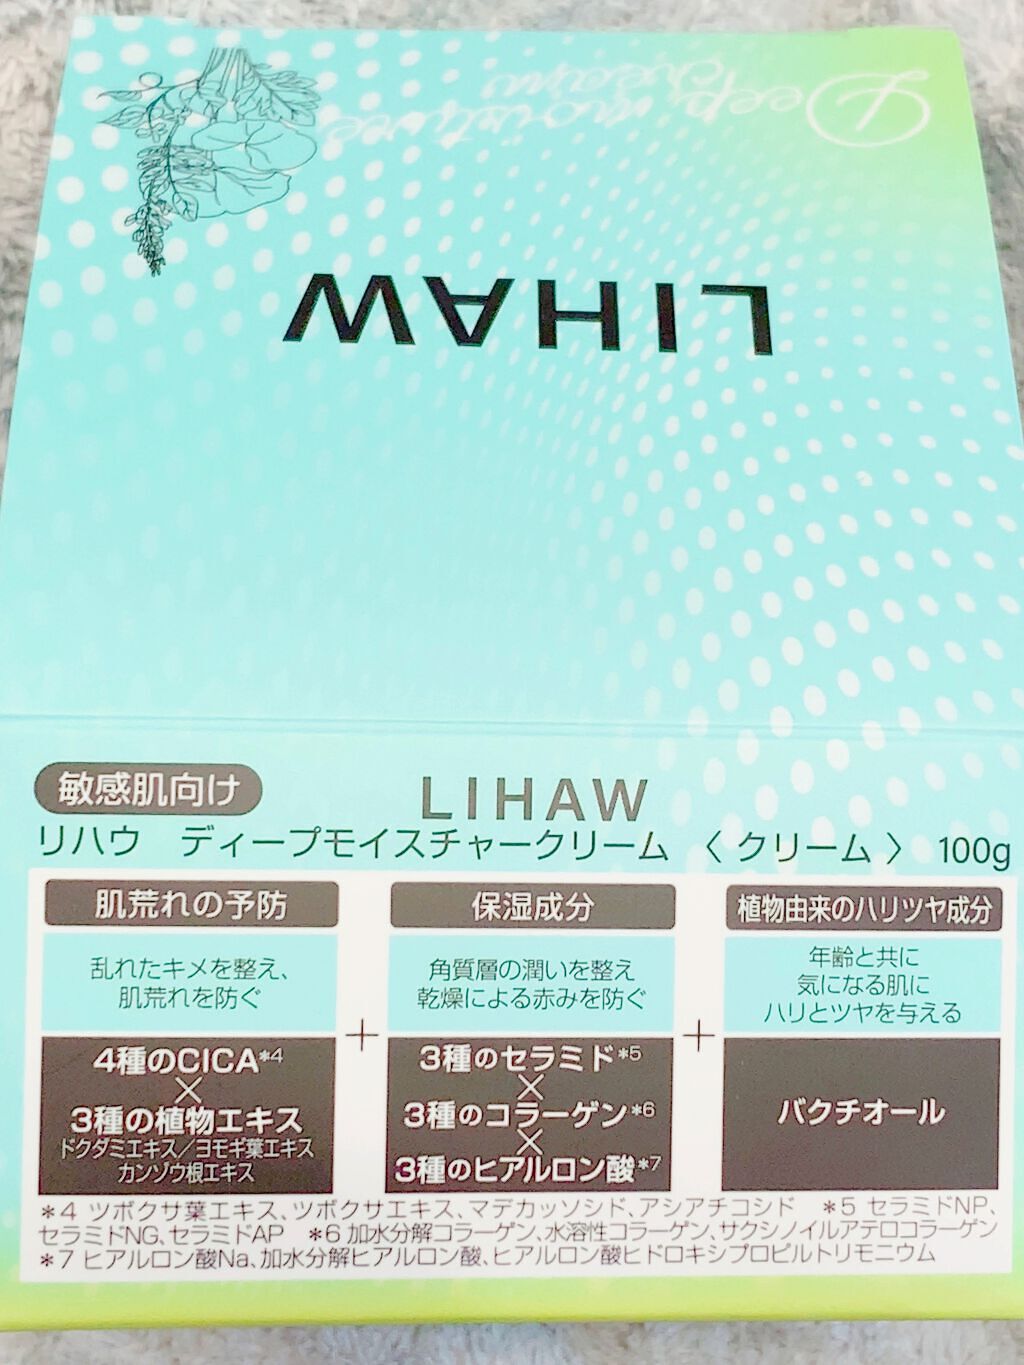 Deep moisture
cream
LIHAW
敏感肌向け
LIHAW
リハウ ディープモイスチャークリーム 〈クリーム〉 100g
肌荒れの予防
乱れたキメを整え、
肌荒れを防ぐ
4種のCICA*4
×
3種の植物エキス
ドクダミエキス/ヨモギ葉エキス
カンゾウ根エキス
+
保湿成分
角質層の潤いを整え
乾燥による赤みを防ぐ
3種のセラミド*5
×
3種のコラーゲン*6
×
3種のヒアルロン酸*7
+
植物由来のハリツヤ成分
年齢と共に
気になる肌に
ハリとツヤを与える
バクチオール
*4 ツボクサ葉エキス、ツボクサエキス、マデカッソシド、アシアチコシド *5 セラミドNP、
セラミドNG、セラミドAP *6 加水分解コラーゲン、水溶性コラーゲン、サクシノイルアテロコラーゲン
*7 ヒアルロン酸Na、加水分解ヒアルロン酸、ヒアルロン酸ヒドロキシプロピルトリモニウム